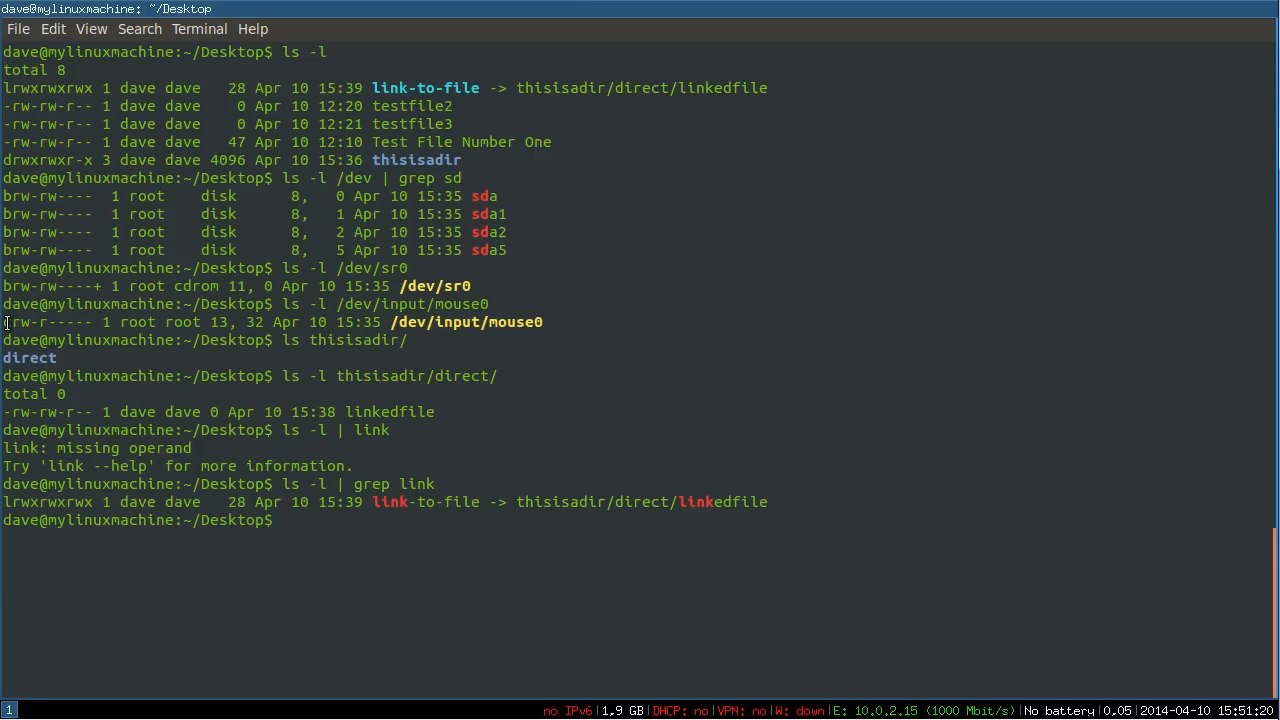 dave@mylinuxmachine: ~/Desktop
File Edit View Search Terminal Help
dave@mylinuxmachine:~/Desktop$ ls -l
total 8
lrwxrwxrwx 1 dave dave   28 Apr 10 15:39 link-to-file -> thisisadir/direct/linkedfile
-rw-rw-r-- 1 dave dave    0 Apr 10 12:20 testfile2
-rw-rw-r-- 1 dave dave    0 Apr 10 12:21 testfile3
-rw-rw-r-- 1 dave dave   47 Apr 10 12:10 Test File Number One
drwxrwxr-x 3 dave dave 4096 Apr 10 15:36 thisisadir
dave@mylinuxmachine:~/Desktop$ ls -l /dev | grep sd
brw-rw----  1 root    disk      8,   0 Apr 10 15:35 sda
brw-rw----  1 root    disk      8,   1 Apr 10 15:35 sda1
brw-rw----  1 root    disk      8,   2 Apr 10 15:35 sda2
brw-rw----  1 root    disk      8,   5 Apr 10 15:35 sda5
dave@mylinuxmachine:~/Desktop$ ls -l /dev/sr0
brw-rw----+ 1 root cdrom 11, 0 Apr 10 15:35 /dev/sr0
dave@mylinuxmachine:~/Desktop$ ls -l /dev/input/mouse0
crw-r----- 1 root root 13, 32 Apr 10 15:35 /dev/input/mouse0
dave@mylinuxmachine:~/Desktop$ ls thisisadir/
direct
dave@mylinuxmachine:~/Desktop$ ls -l thisisadir/direct/
total 0
-rw-rw-r-- 1 dave dave 0 Apr 10 15:38 linkedfile
dave@mylinuxmachine:~/Desktop$ ls -l | link
link: missing operand
Try 'link --help' for more information.
dave@mylinuxmachine:~/Desktop$ ls -l | grep link
lrwxrwxrwx 1 dave dave   28 Apr 10 15:39 link-to-file -> thisisadir/direct/linkedfile
dave@mylinuxmachine:~/Desktop$
1 no IPv6|1,9 GB|DHCP: no|VPN: no|W: down|E: 10.0.2.15 (1000 Mbit/s)|No battery|0,05|2014-04-10 15:51:20